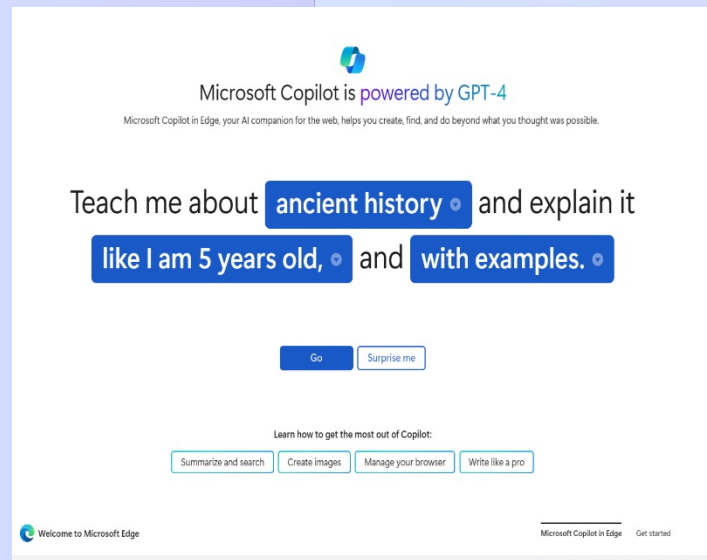 Microsoft Copilot is powered by GPT-4
Microsoft Copilot in Edge, your AI companion for the web, helps you create, find, and do beyond what you thought was possible.
Teach me about ancient history and explain it
like I am 5 years old, and with examples.
Go Surprise me
Learn how to get the most out of Copilot:
Summarize and search Create images Manage your browser Write like a pro
Welcome to Microsoft Edge Microsoft Copilot in Edge Get started